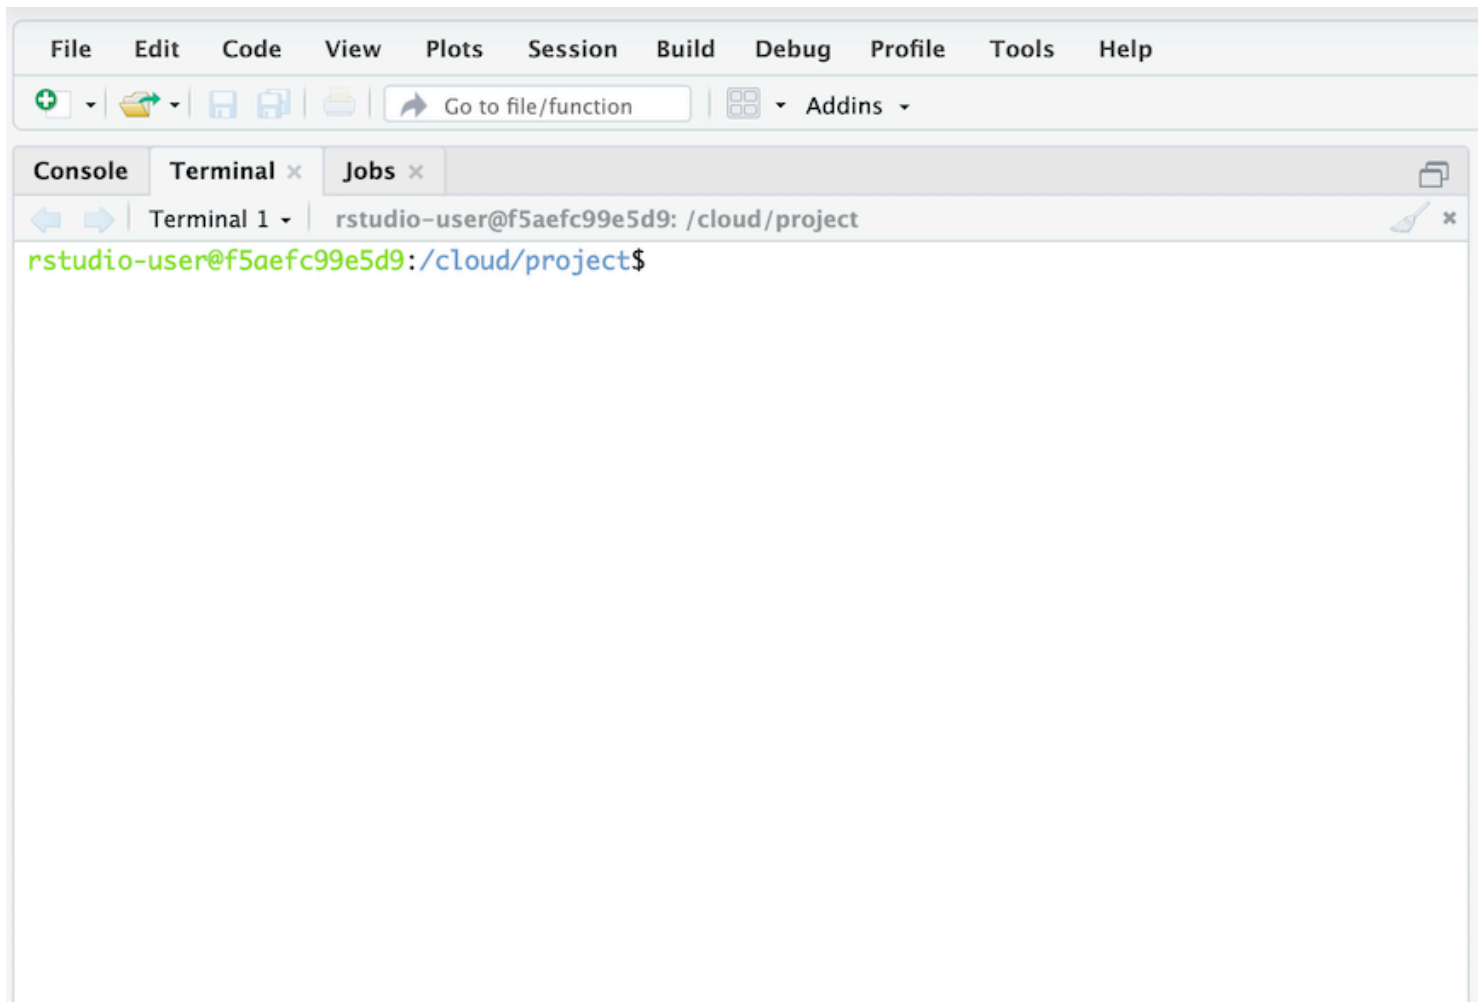 File Edit Code View Plots Session Build Debug Profile Tools Help
Go to file/function Addins
Console Terminal Jobs
Terminal 1 rstudio-user@f5aefc99e5d9: /cloud/project
rstudio-user@f5aefc99e5d9:/cloud/project$